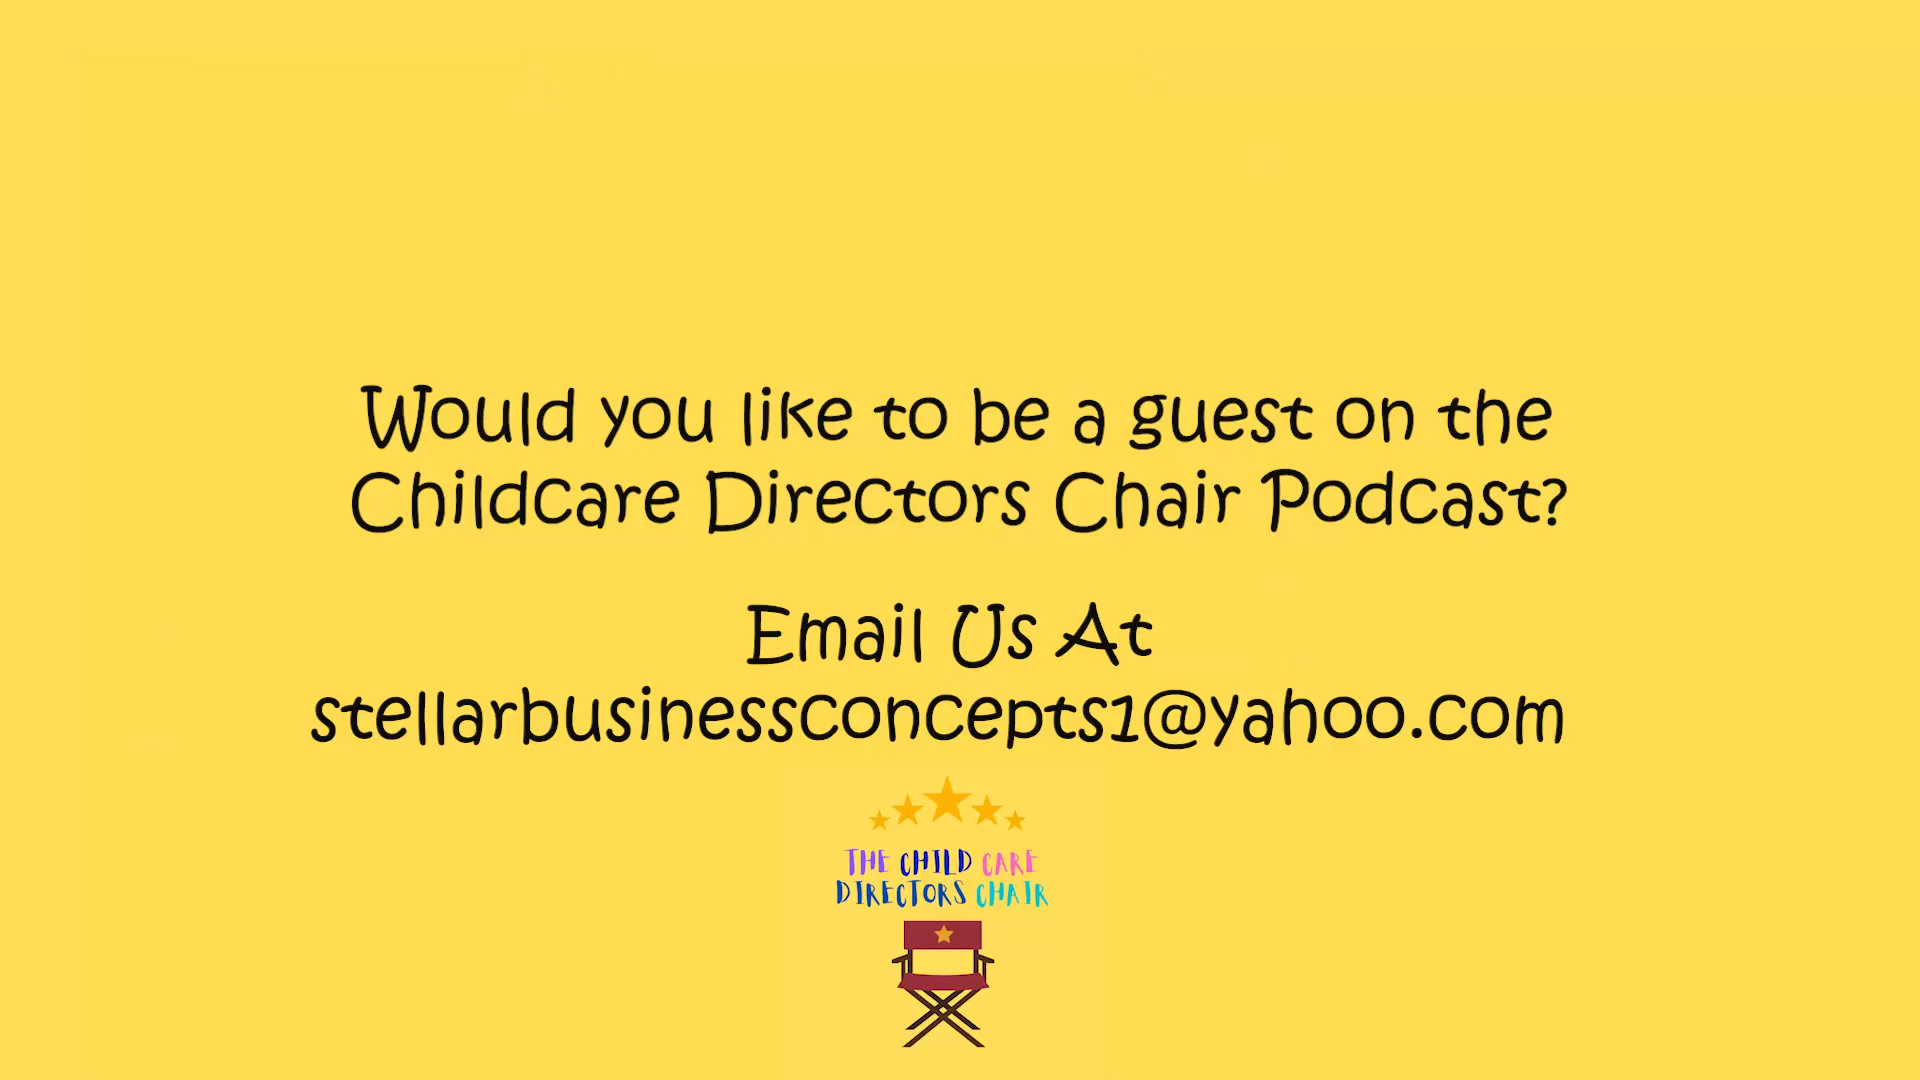 Would you like to be a guest on the
Childcare Directors Chair Podcast?
Email Us At
stellarbusinessconcepts1@yahoo.com
THE CHILD CARE
DIRECTORS CHAIR